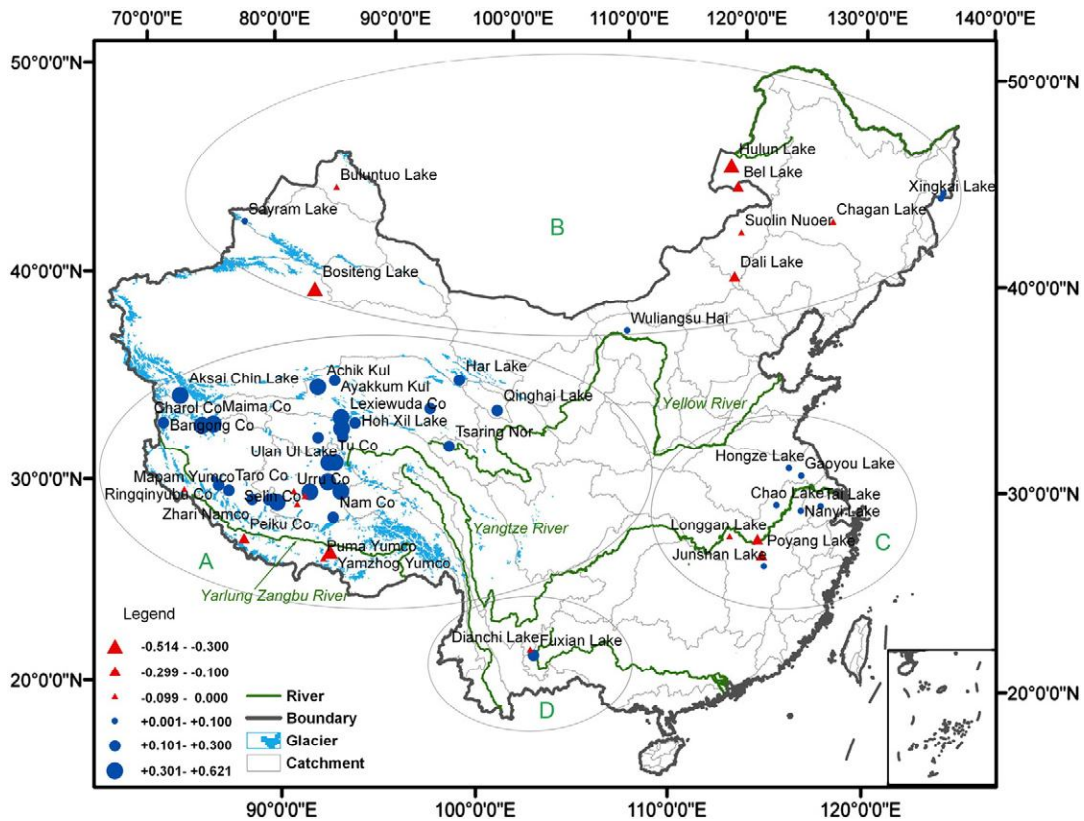 70°0'0"E 80°0'0"E 90°0'0"E 100°0'0"E 110°0'0"E 120°0'0"E 130°0'0"E 140°0'0"E
50°0'0"N
50°0'0"N
Hulun Lake
Bel Lake
Buluntuo Lake
Xingkai Lake
Sayram Lake
Suolin Nuoer
Chagan Lake
B
Dali Lake
Bositeng Lake
40°0'0"N
40°0'0"N
Wuliangsu Hai
Achik Kul
Har Lake
Aksai Chin Lake
Ayakkum Kul
Charol Co
Maima Co
Lexiewuda Co
Qinghai Lake
Yellow River
Bangong Co
Hoh Xil Lake
Tsaring Nor
Ulan Ul Lake
Tu Co
Hongze Lake
Gaoyou Lake
30°0'0"N
Mapam Yumco
Taro Co
Urru Co
30°0'0"N
Ringqinyubu Co
Selin Co
Chao Lake
Tai Lake
Zhari Namco
Nam Co
Nanyi Lake
Peiku Co
Yangtze River
Longgan Lake
Poyang Lake
C
A
Puma Yumco
Junshan Lake
Yamzhog Yumco
Yarlung Zangbu River
Legend
Dianchi Lake
Fuxian Lake
-0.514 - -0.300
-0.299 - -0.100
-0.099 - 0.000
River
20°0'0"N
20°0'0"N
+0.001- +0.100
Boundary
D
+0.101- +0.300
Glacier
+0.301- +0.621
Catchment
90°0'0"E 100°0'0"E 110°0'0"E 120°0'0"E